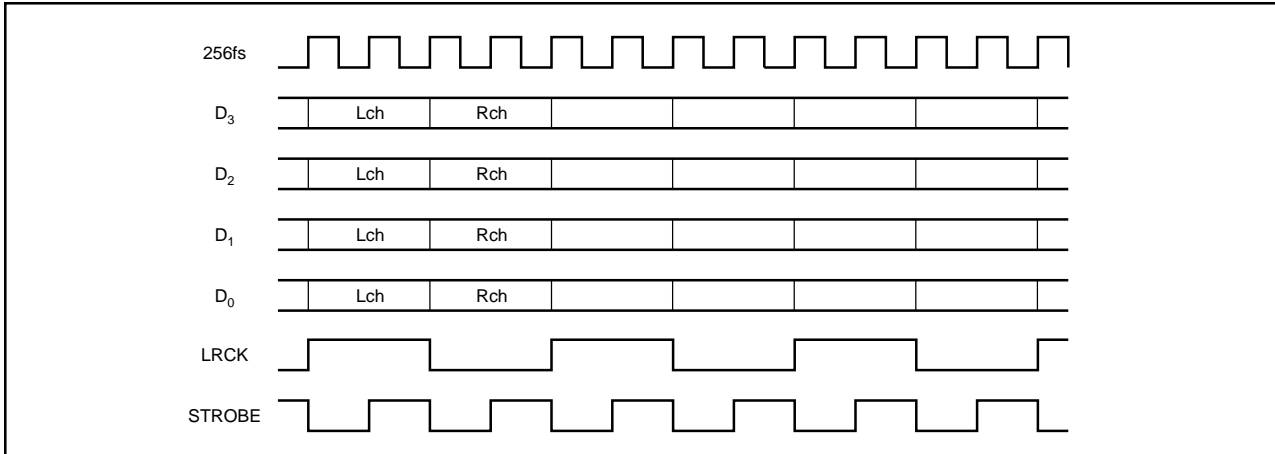 256fs
D3 Lch Rch
D2 Lch Rch
D1 Lch Rch
D0 Lch Rch
LRCK
STROBE